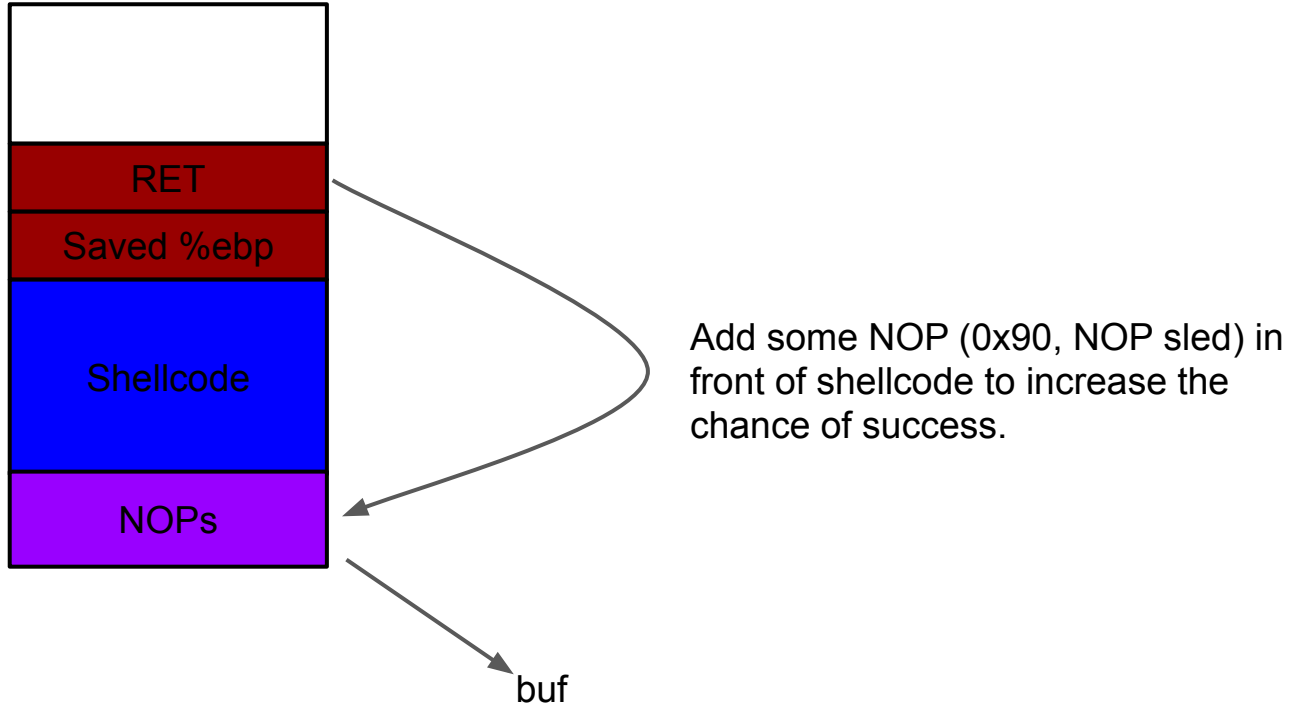 RET
Saved %ebp
Shellcode
NOPs
Add some NOP (0x90, NOP sled) in
front of shellcode to increase the
chance of success.
buf